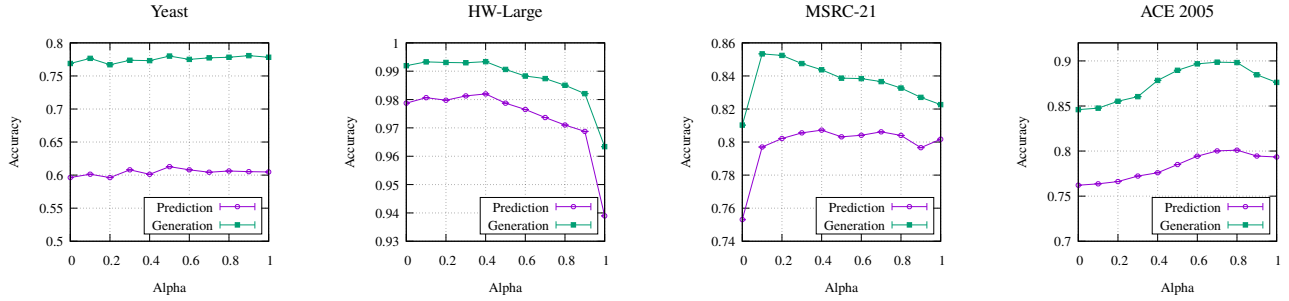 Yeast
Accuracy
0.8
0.75
0.7
0.65
0.6
0.55
0.5
Prediction
Generation
0 0.2 0.4 0.6 0.8 1
Alpha
HW-Large
Accuracy
1
0.99
0.98
0.97
0.96
0.95
0.94
0.93
Prediction
Generation
0 0.2 0.4 0.6 0.8 1
Alpha
MSRC-21
Accuracy
0.86
0.84
0.82
0.8
0.78
0.76
0.74
Prediction
Generation
0 0.2 0.4 0.6 0.8 1
Alpha
ACE 2005
Accuracy
0.9
0.85
0.8
0.75
0.7
Prediction
Generation
0 0.2 0.4 0.6 0.8 1
Alpha